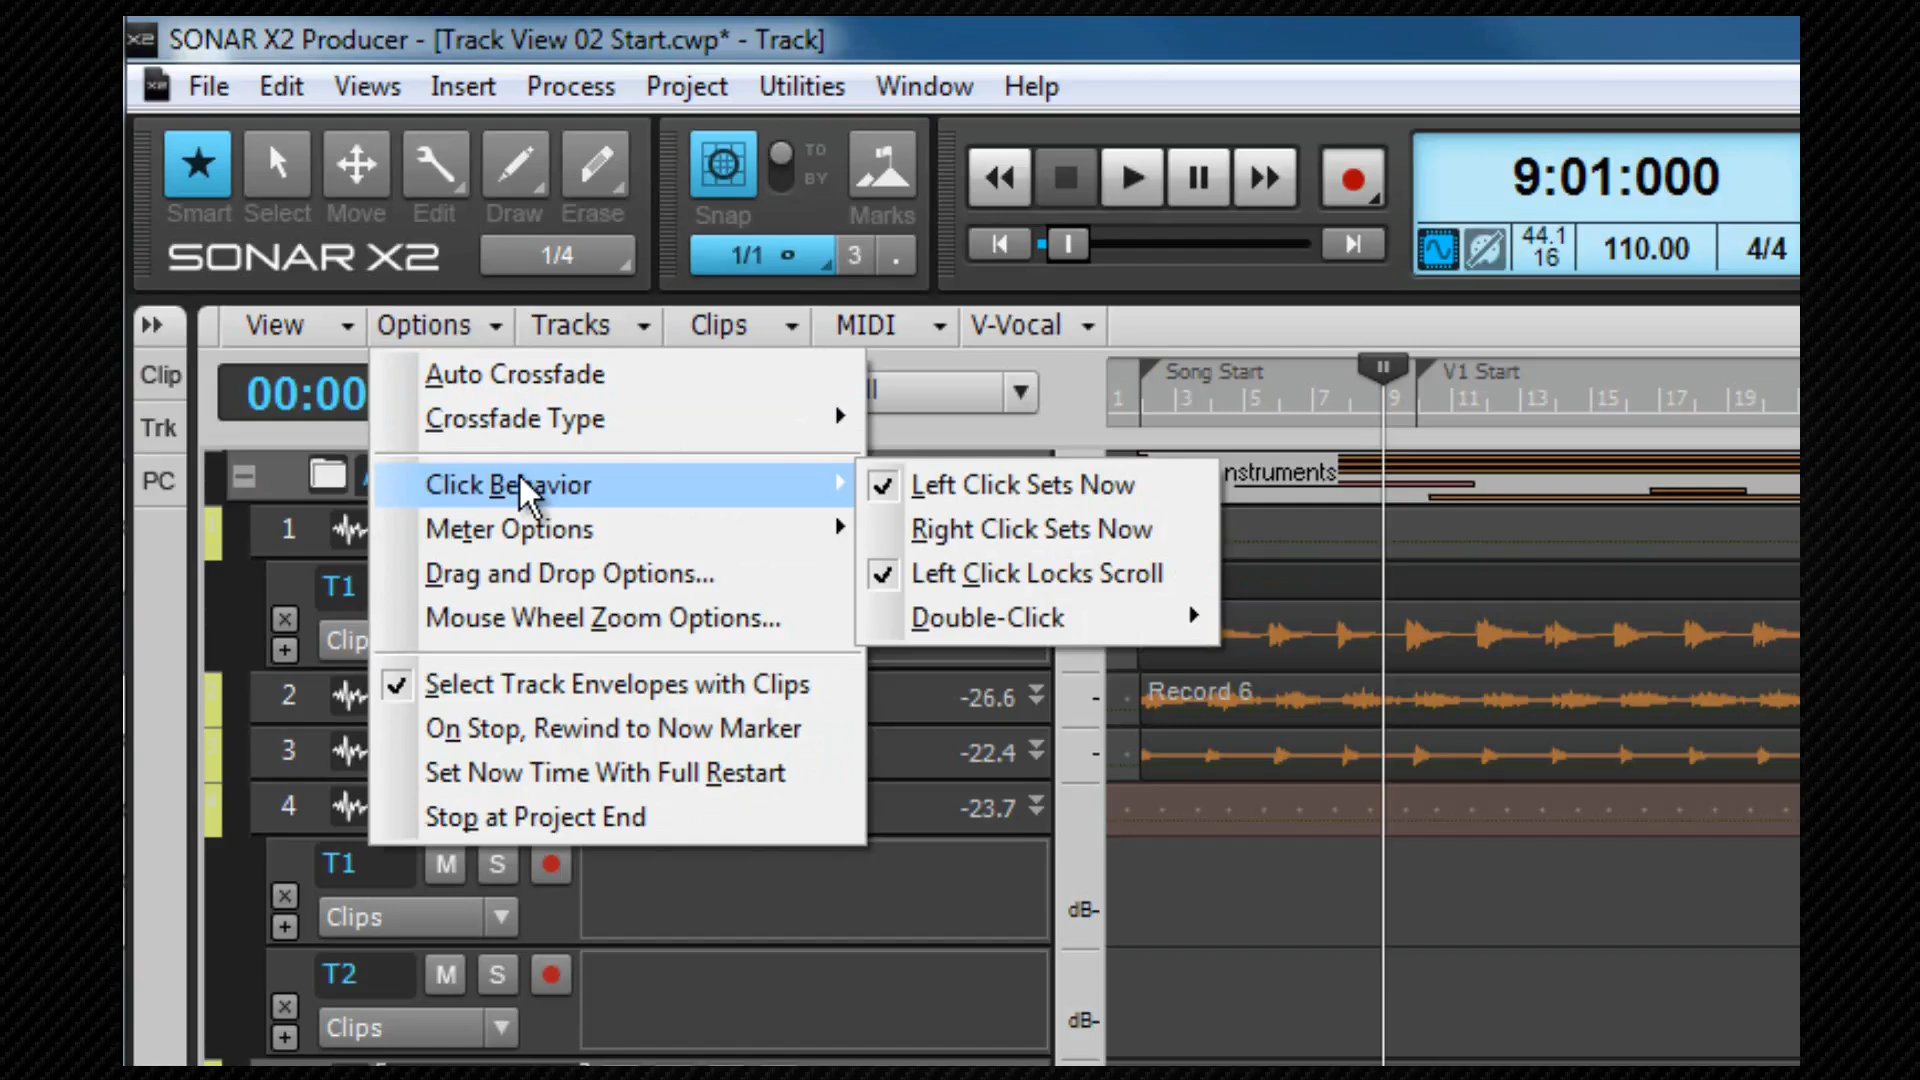 SONAR X2 Producer - [Track View 02 Start.cwp* - Track]
File Edit Views Insert Process Project Utilities Window Help
TO
BY
Smart Select Move Edit Draw Erase
Snap
Marks
SONAR X2
1/4
1/1
3
.
9:01:000
44.1
16
110.00
4/4
View Options Tracks Clips MIDI V-Vocal
Clip
Trk
PC
00:00
Auto Crossfade
Crossfade Type
Click Behavior
Meter Options
Drag and Drop Options...
Mouse Wheel Zoom Options...
Select Track Envelopes with Clips
On Stop, Rewind to Now Marker
Set Now Time With Full Restart
Stop at Project End
Left Click Sets Now
Right Click Sets Now
Left Click Locks Scroll
Double-Click
Song Start
V1 Start
1 3 5 7 9 11 13 15 17 19
nstruments
1
T1
Clip
2
-26.6
Record 6
3
-22.4
4
-23.7
T1 M S
Clips
dB-
T2 M S
Clips
dB-